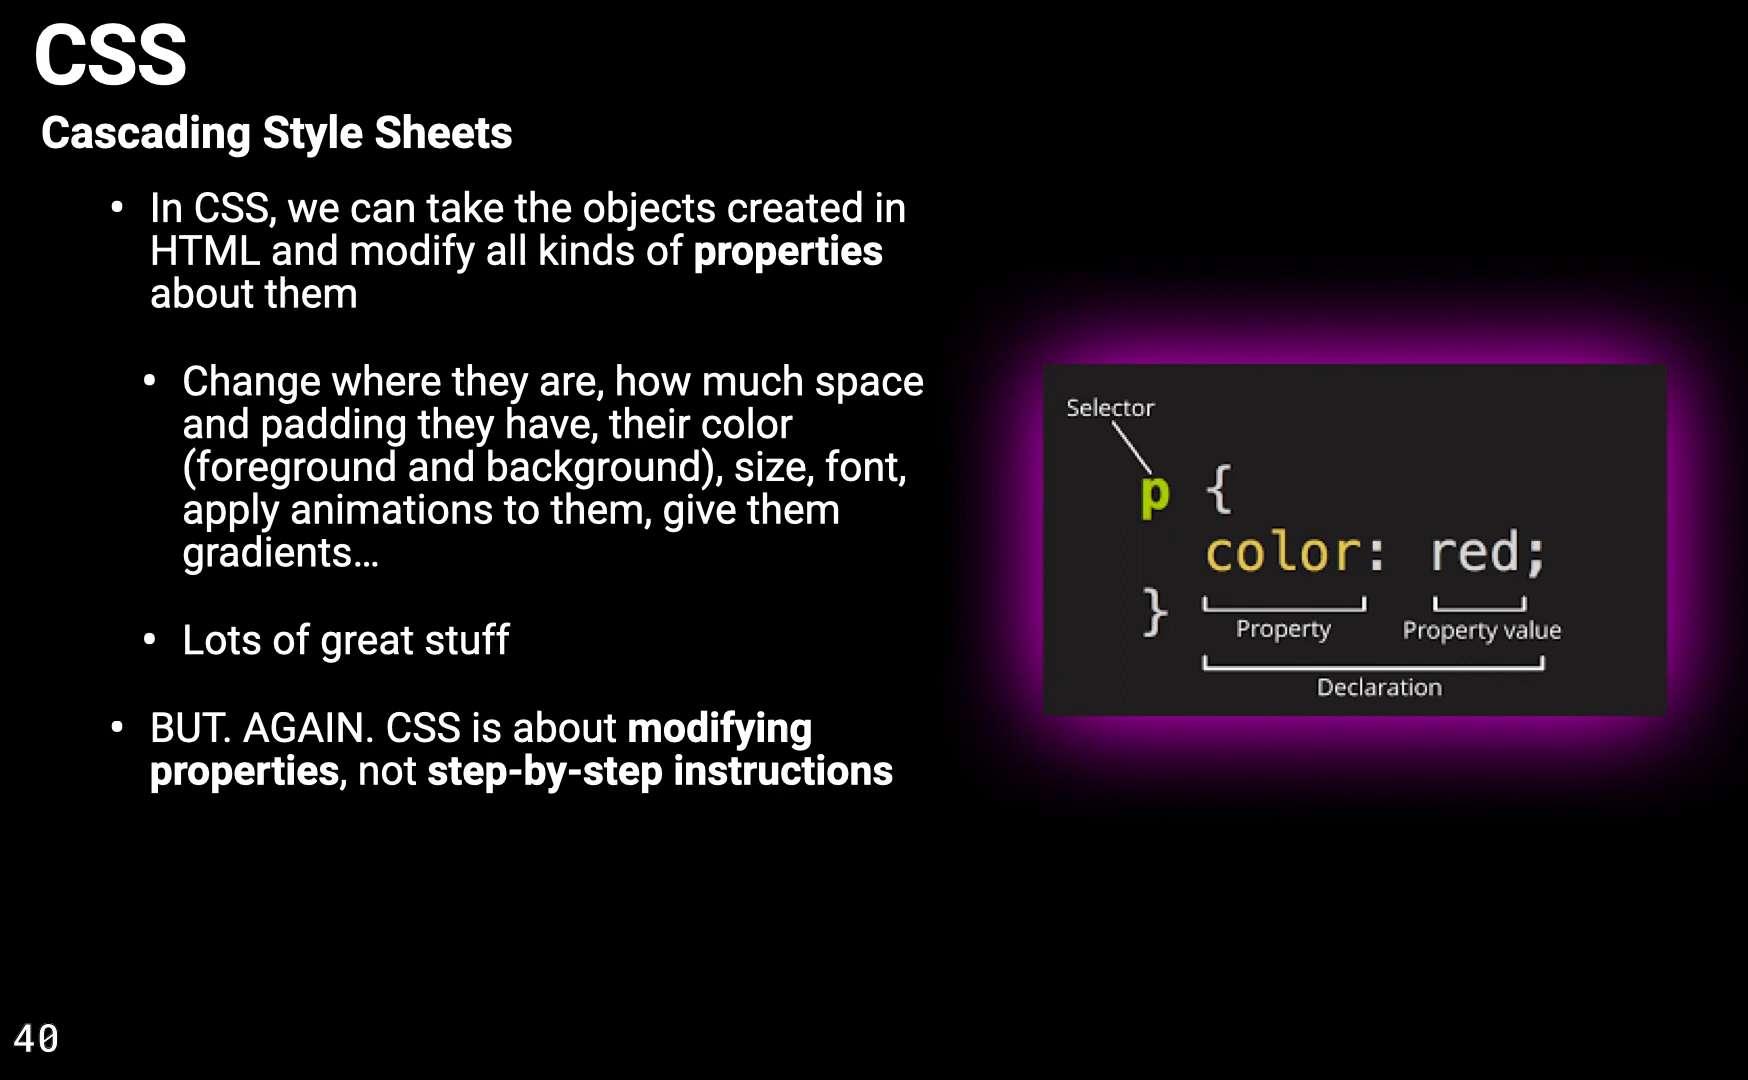 CSS
Cascading Style Sheets
• In CSS, we can take the objects created in
HTML and modify all kinds of properties
about them
• Change where they are, how much space
and padding they have, their color
(foreground and background), size, font,
apply animations to them, give them
gradients…
• Lots of great stuff
• BUT. AGAIN. CSS is about modifying
properties, not step-by-step instructions
Selector
p {
color: red;
}
Property
Property value
Declaration
40